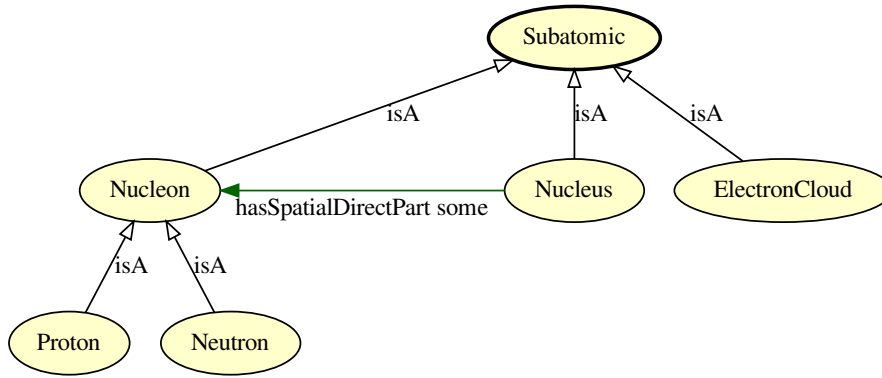 Subatomic
isA
isA
isA
Nucleon
hasSpatialDirectPart some
Nucleus
ElectronCloud
isA
isA
Proton
Neutron